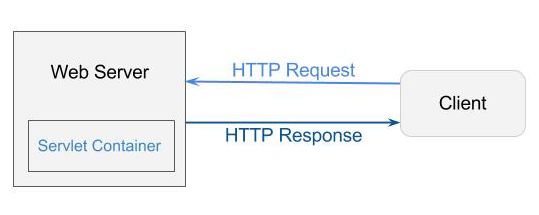 Web Server
HTTP Request
Client
HTTP Response
Servlet Container